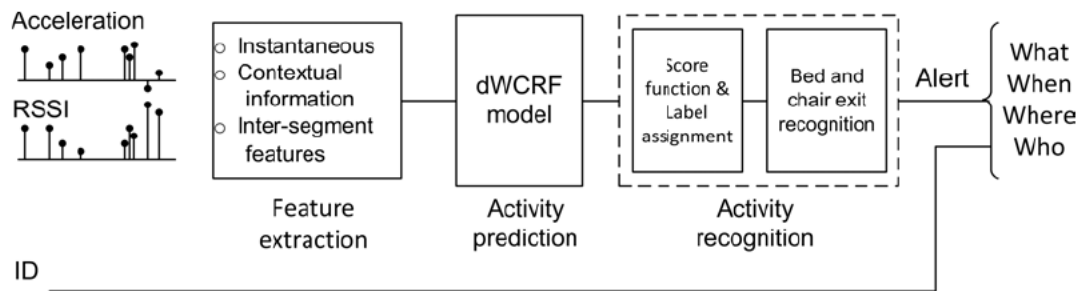 Acceleration
RSSI
Instantaneous
Contextual
information
Inter-segment
features
Feature
extraction
dWCRF
model
Activity
prediction
Score
function &
Label
assignment
Bed and
chair exit
recognition
Activity
recognition
Alert
What
When
Where
Who
ID